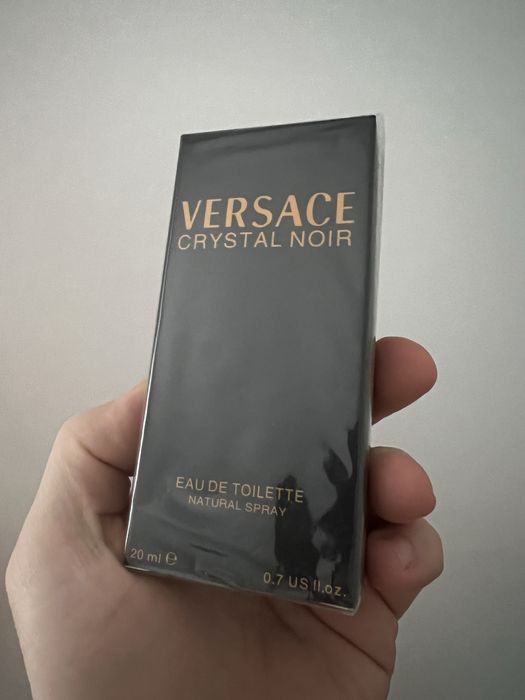 VERSACE
CRYSTAL NOIR
EAU DE TOILETTE
NATURAL SPRAY
20 ml ℮
0.7 US fl.oz.